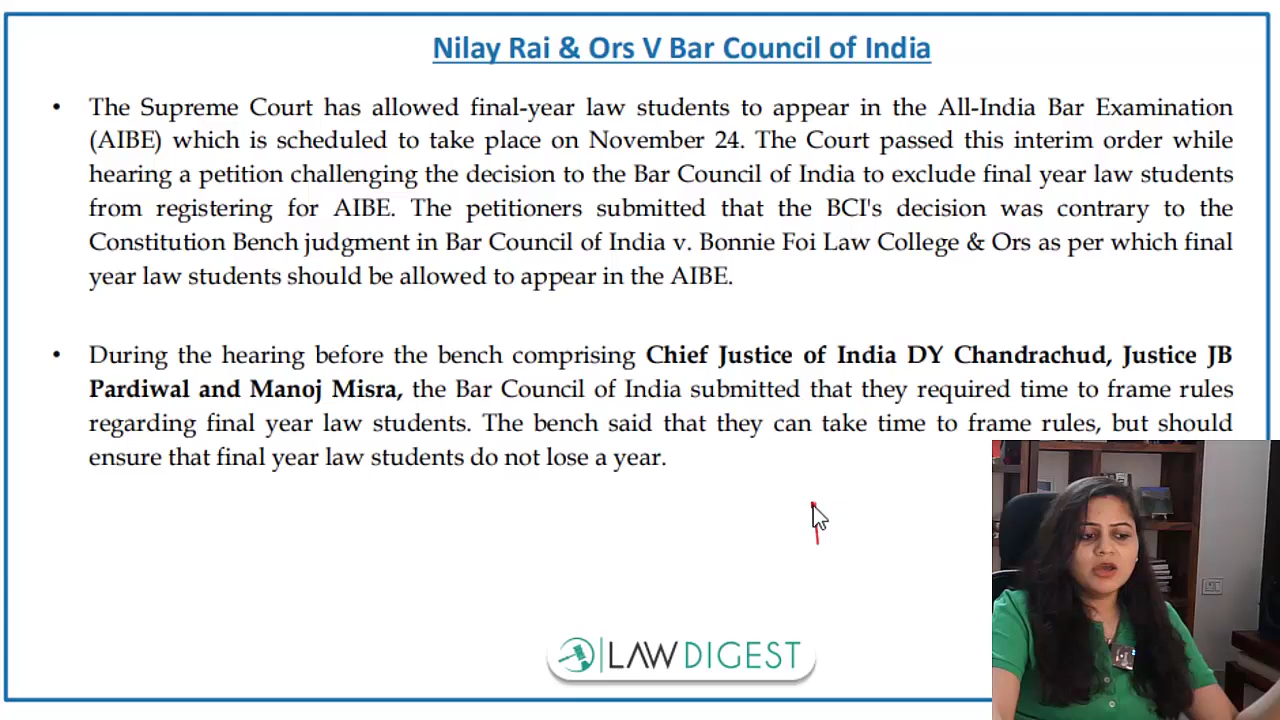 Nilay Rai & Ors V Bar Council of India
• The Supreme Court has allowed final-year law students to appear in the All-India Bar Examination
(AIBE) which is scheduled to take place on November 24. The Court passed this interim order while
hearing a petition challenging the decision to the Bar Council of India to exclude final year law students
from registering for AIBE. The petitioners submitted that the BCI's decision was contrary to the
Constitution Bench judgment in Bar Council of India v. Bonnie Foi Law College & Ors as per which final
year law students should be allowed to appear in the AIBE.
• During the hearing before the bench comprising Chief Justice of India DY Chandrachud, Justice JB
Pardiwal and Manoj Misra, the Bar Council of India submitted that they required time to frame rules
regarding final year law students. The bench said that they can take time to frame rules, but should
ensure that final year law students do not lose a year.
LAW DIGEST